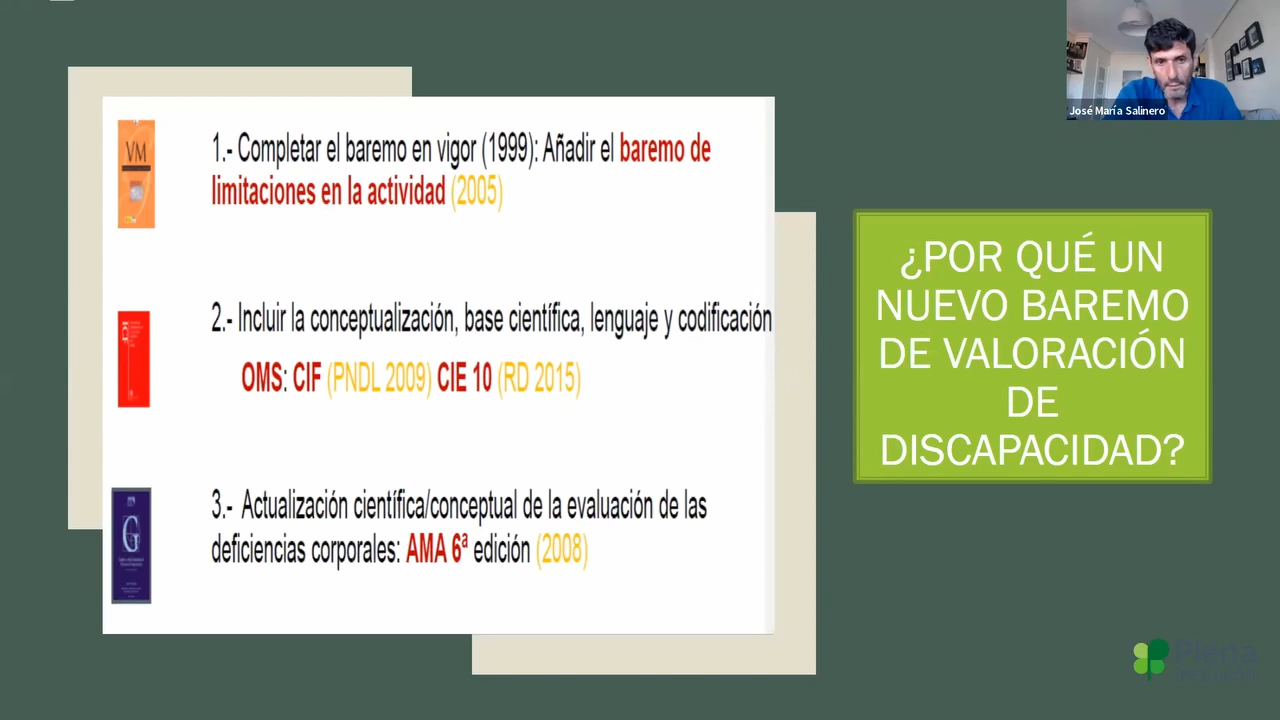 José María Salinero
VM
1.- Completar el baremo en vigor (1999): Añadir el baremo de
limitaciones en la actividad (2005)
2.- Incluir la conceptualización, base científica, lenguaje y codificación
OMS: CIF (PNDL 2009) CIE 10 (RD 2015)
3.- Actualización científica/conceptual de la evaluación de las
deficiencias corporales: AMA 6ª edición (2008)
¿POR QUÉ UN
NUEVO BAREMO
DE VALORACIÓN
DE
DISCAPACIDAD?
Plena
inclusión